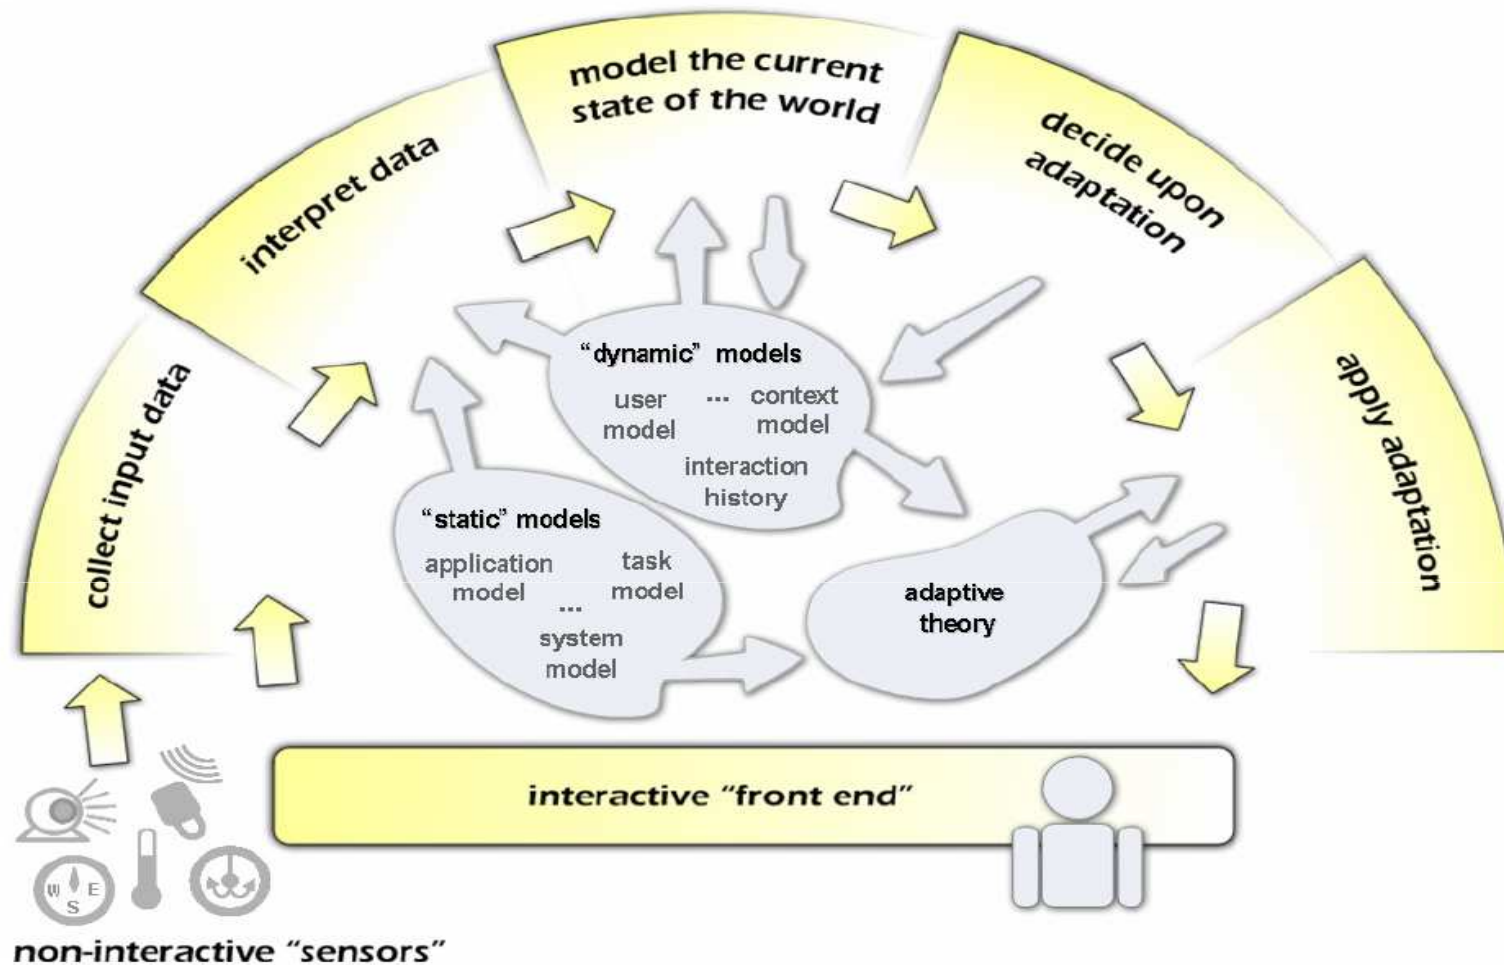 model the current
state of the world
decide upon
adaptation
interpret data
apply adaptation
collect input data
“dynamic” models
user
model
...
context
model
interaction
history
“static” models
application
model
...
task
model
system
model
adaptive
theory
interactive “front end”
W E
S
non-interactive “sensors”